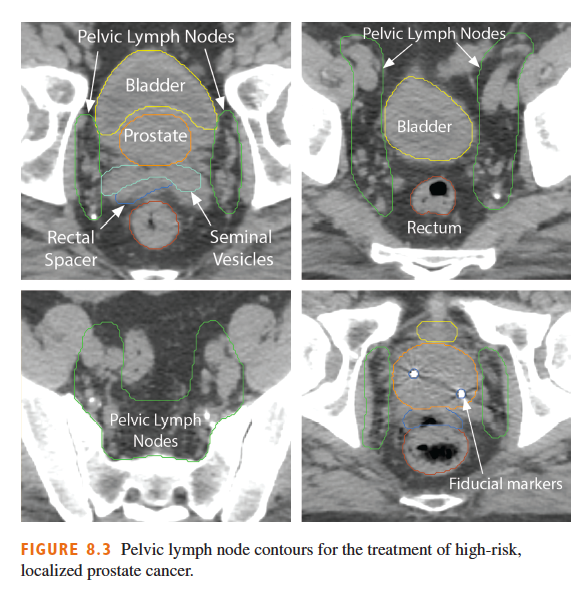 Pelvic Lymph Nodes
Bladder
Prostate
Rectal
Spacer
Seminal
Vesicles
Pelvic Lymph Nodes
Bladder
Rectum
Pelvic Lymph
Nodes
Fiducial markers
FIGURE 8.3 Pelvic lymph node contours for the treatment of high-risk,
localized prostate cancer.